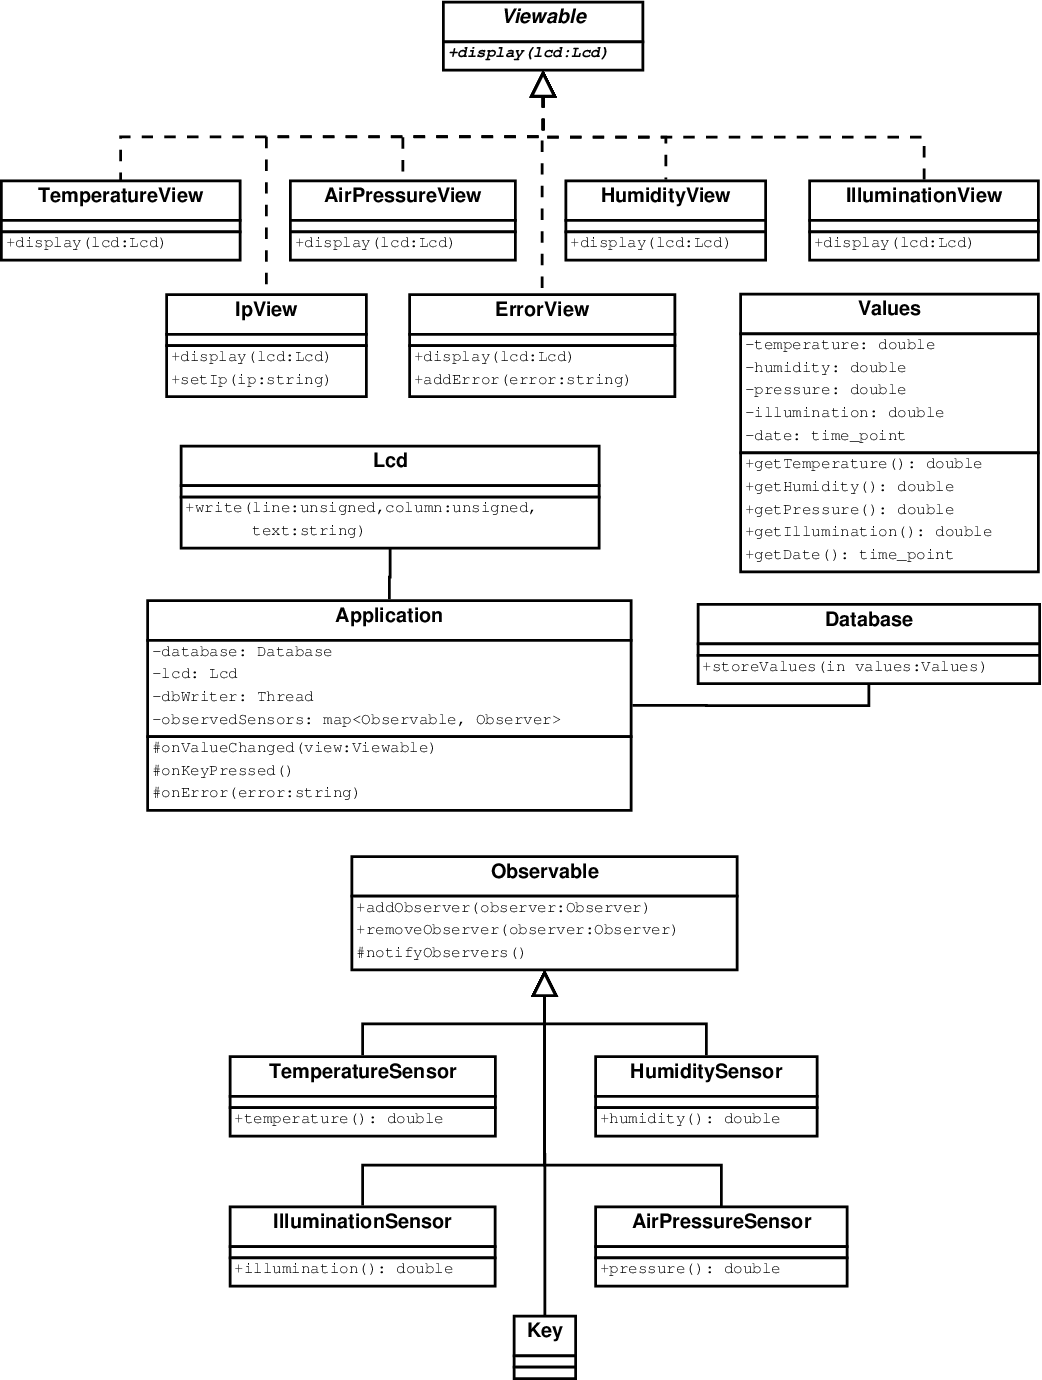 Viewable
+display(lcd:Lcd)
TemperatureView
+display(lcd:Lcd)
AirPressureView
+display(lcd:Lcd)
HumidityView
+display(lcd:Lcd)
IlluminationView
+display(lcd:Lcd)
IpView
+display(lcd:Lcd)
+setIp(ip:string)
ErrorView
+display(lcd:Lcd)
+addError(error:string)
Values
-temperature: double
-humidity: double
-pressure: double
-illumination: double
-date: time_point
+getTemperature(): double
+getHumidity(): double
+getPressure(): double
+getIllumination(): double
+getDate(): time_point
Lcd
+write(line:unsigned,column:unsigned,
text:string)
Application
-database: Database
-lcd: Lcd
-dbWriter: Thread
-observedSensors: map<Observable, Observer>
#onValueChanged(view:Viewable)
#onKeyPressed()
#onError(error:string)
Database
+storeValues(in values:Values)
Observable
+addObserver(observer:Observer)
+removeObserver(observer:Observer)
#notifyObservers()
TemperatureSensor
+temperature(): double
HumiditySensor
+humidity(): double
IlluminationSensor
+illumination(): double
AirPressureSensor
+pressure(): double
Key